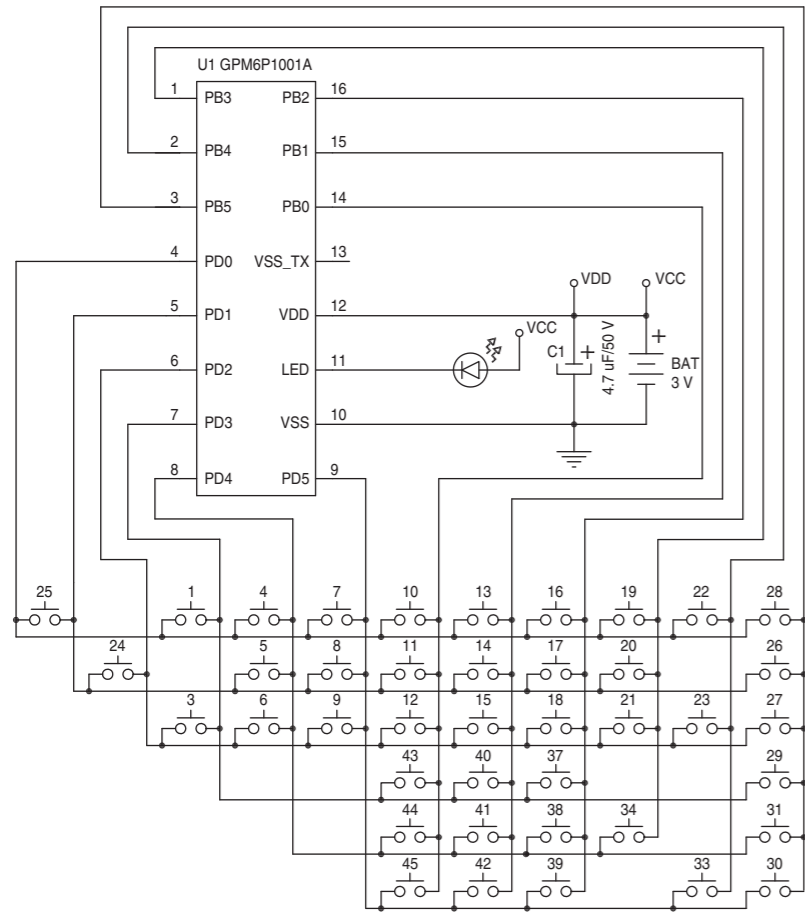 U1 GPM6P1001A
1 PB3 PB2 16
2 PB4 PB1 15
3 PB5 PB0 14
4 PD0 VSS_TX 13
5 PD1 VDD 12
6 PD2 LED 11
7 PD3 VSS 10
8 PD4 PD5 9
VDD
VCC
VCC
C1
4.7 uF/50 V
BAT
3 V
25 1 4 7 10 13 16 19 22 28
24 5 8 11 14 17 20 26
3 6 9 12 15 18 21 23 27
43 40 37 29
44 41 38 34 31
45 42 39 33 30